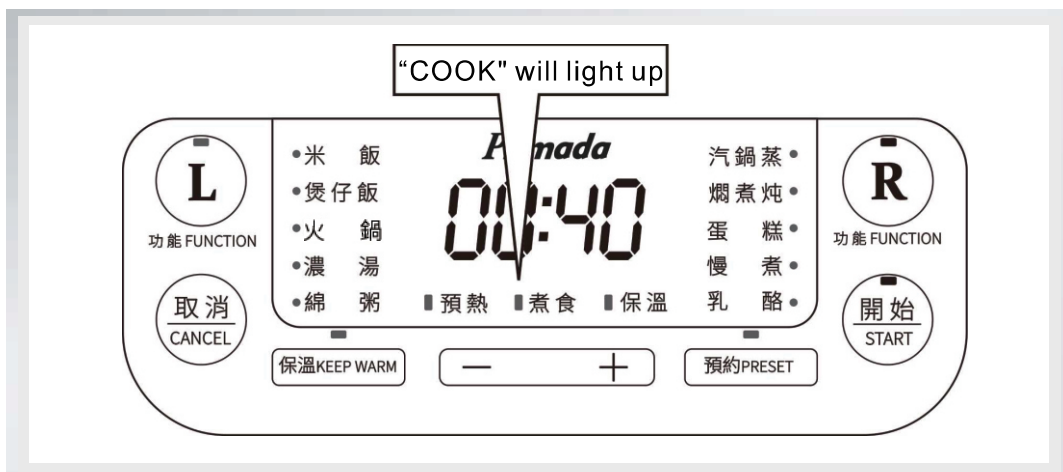 “COOK" will light up
L
功能 FUNCTION
取消
CANCEL
米飯
煲仔飯
火鍋
濃湯
綿粥
00:40
預熱 煮食 保溫
汽鍋蒸
燜煮炖
蛋糕
慢煮
乳酪
R
功能 FUNCTION
開始
START
保溫KEEP WARM
− +
預約PRESET